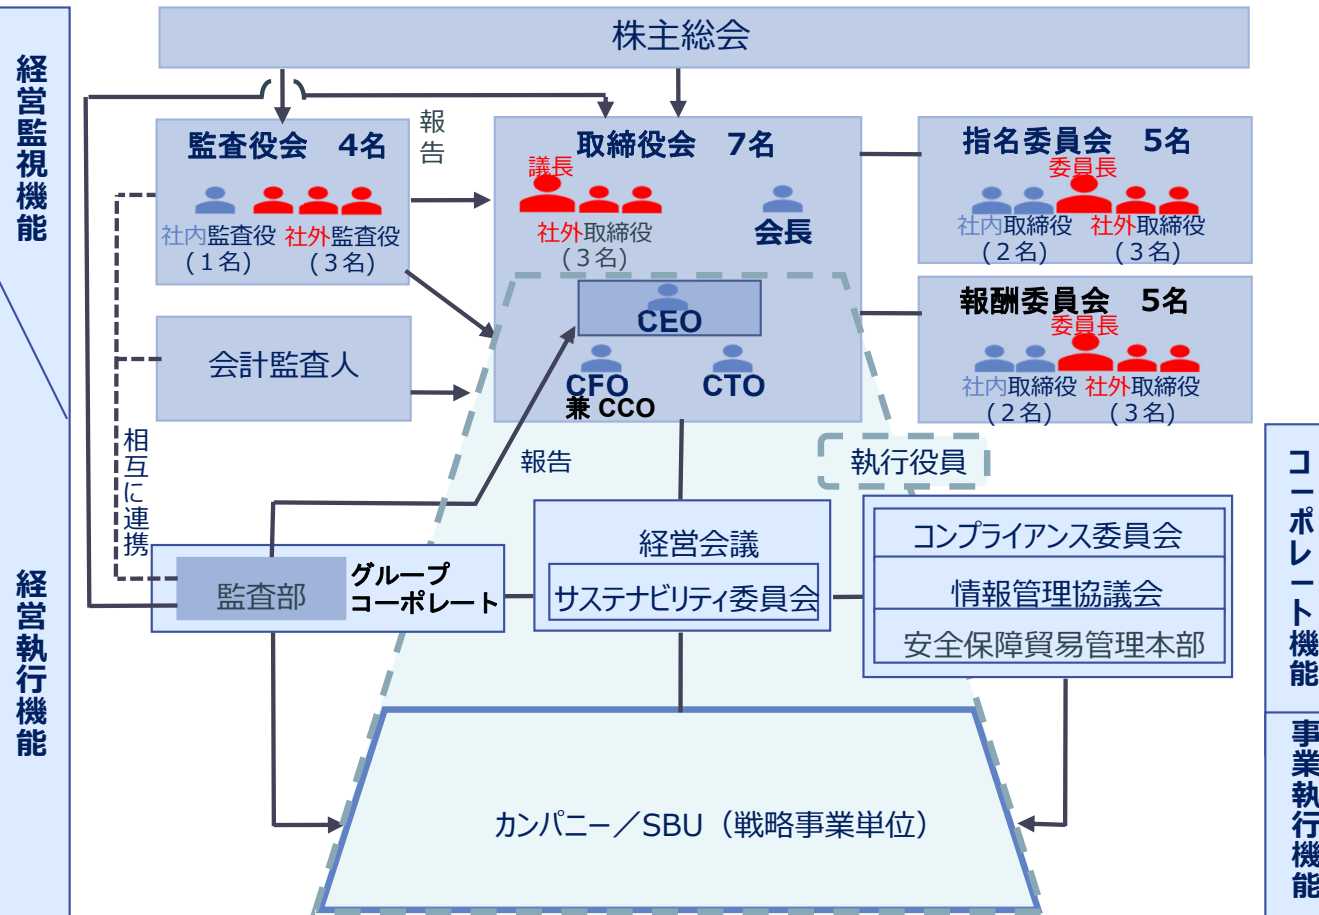 株主総会
経営監視機能
経営執行機能
報告
監査役会 4名
社内監査役
(1名)
社外監査役
(3名)
取締役会 7名
議長
社外取締役
(3名)
会長
CEO
CFO
兼 CCO
CTO
指名委員会 5名
委員長
社内取締役
(2名)
社外取締役
(3名)
報酬委員会 5名
委員長
社内取締役
(2名)
社外取締役
(3名)
会計監査人
相互に連携
報告
執行役員
監査部
グループ
コーポレート
経営会議
サステナビリティ委員会
コンプライアンス委員会
情報管理協議会
安全保障貿易管理本部
コーポレート機能
事業執行機能
カンパニー/SBU(戦略事業単位)